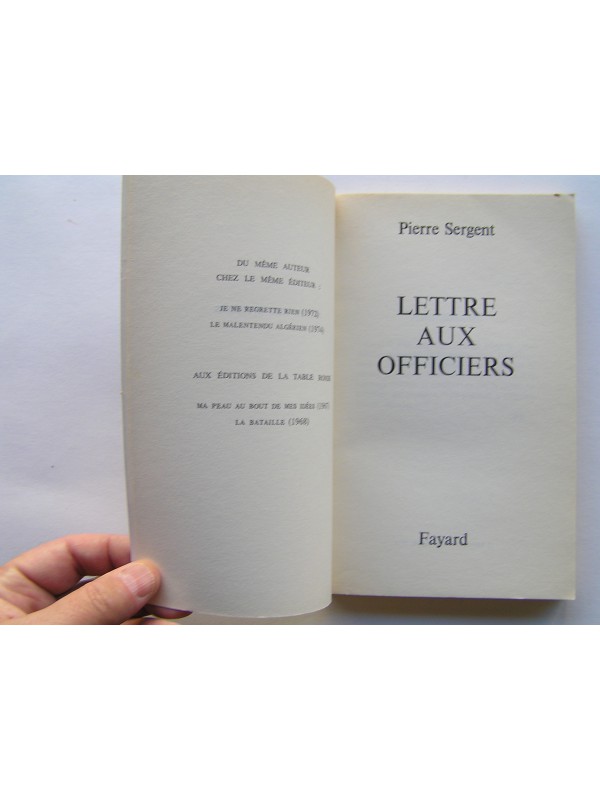 DU MÊME AUTEUR
CHEZ LE MÊME ÉDITEUR :
JE NE REGRETTE RIEN (1972)
LE MALENTENDU ALGÉRIEN (1974)
AUX ÉDITIONS DE LA TABLE
MA PEAU AU BOUT DE MES IDÉES
LA BATAILLE (1968)
Pierre Sergent
LETTRE
AUX
OFFICIERS
Fayard